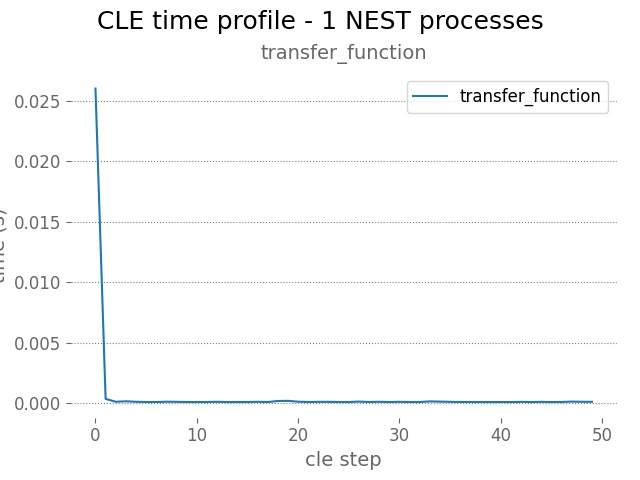 CLE time profile - 1 NEST processes
transfer_function
transfer_function
0.025
0.020
0.015
0.010
0.005
0.000
time (s)
0 10 20 30 40 50
cle step